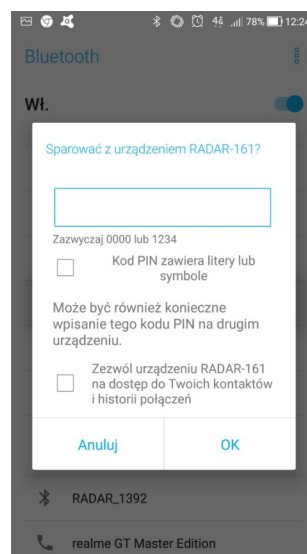 4G 78% 12:24
Bluetooth
Wł.
Sparować z urządzeniem RADAR-161?
Zazwyczaj 0000 lub 1234
Kod PIN zawiera litery lub
symbole
Może być również konieczne
wpisanie tego kodu PIN na drugim
urządzeniu.
Zezwól urządzeniu RADAR-161
na dostęp do Twoich kontaktów
i historii połączeń
Anuluj OK
RADAR_1392
realme GT Master Edition